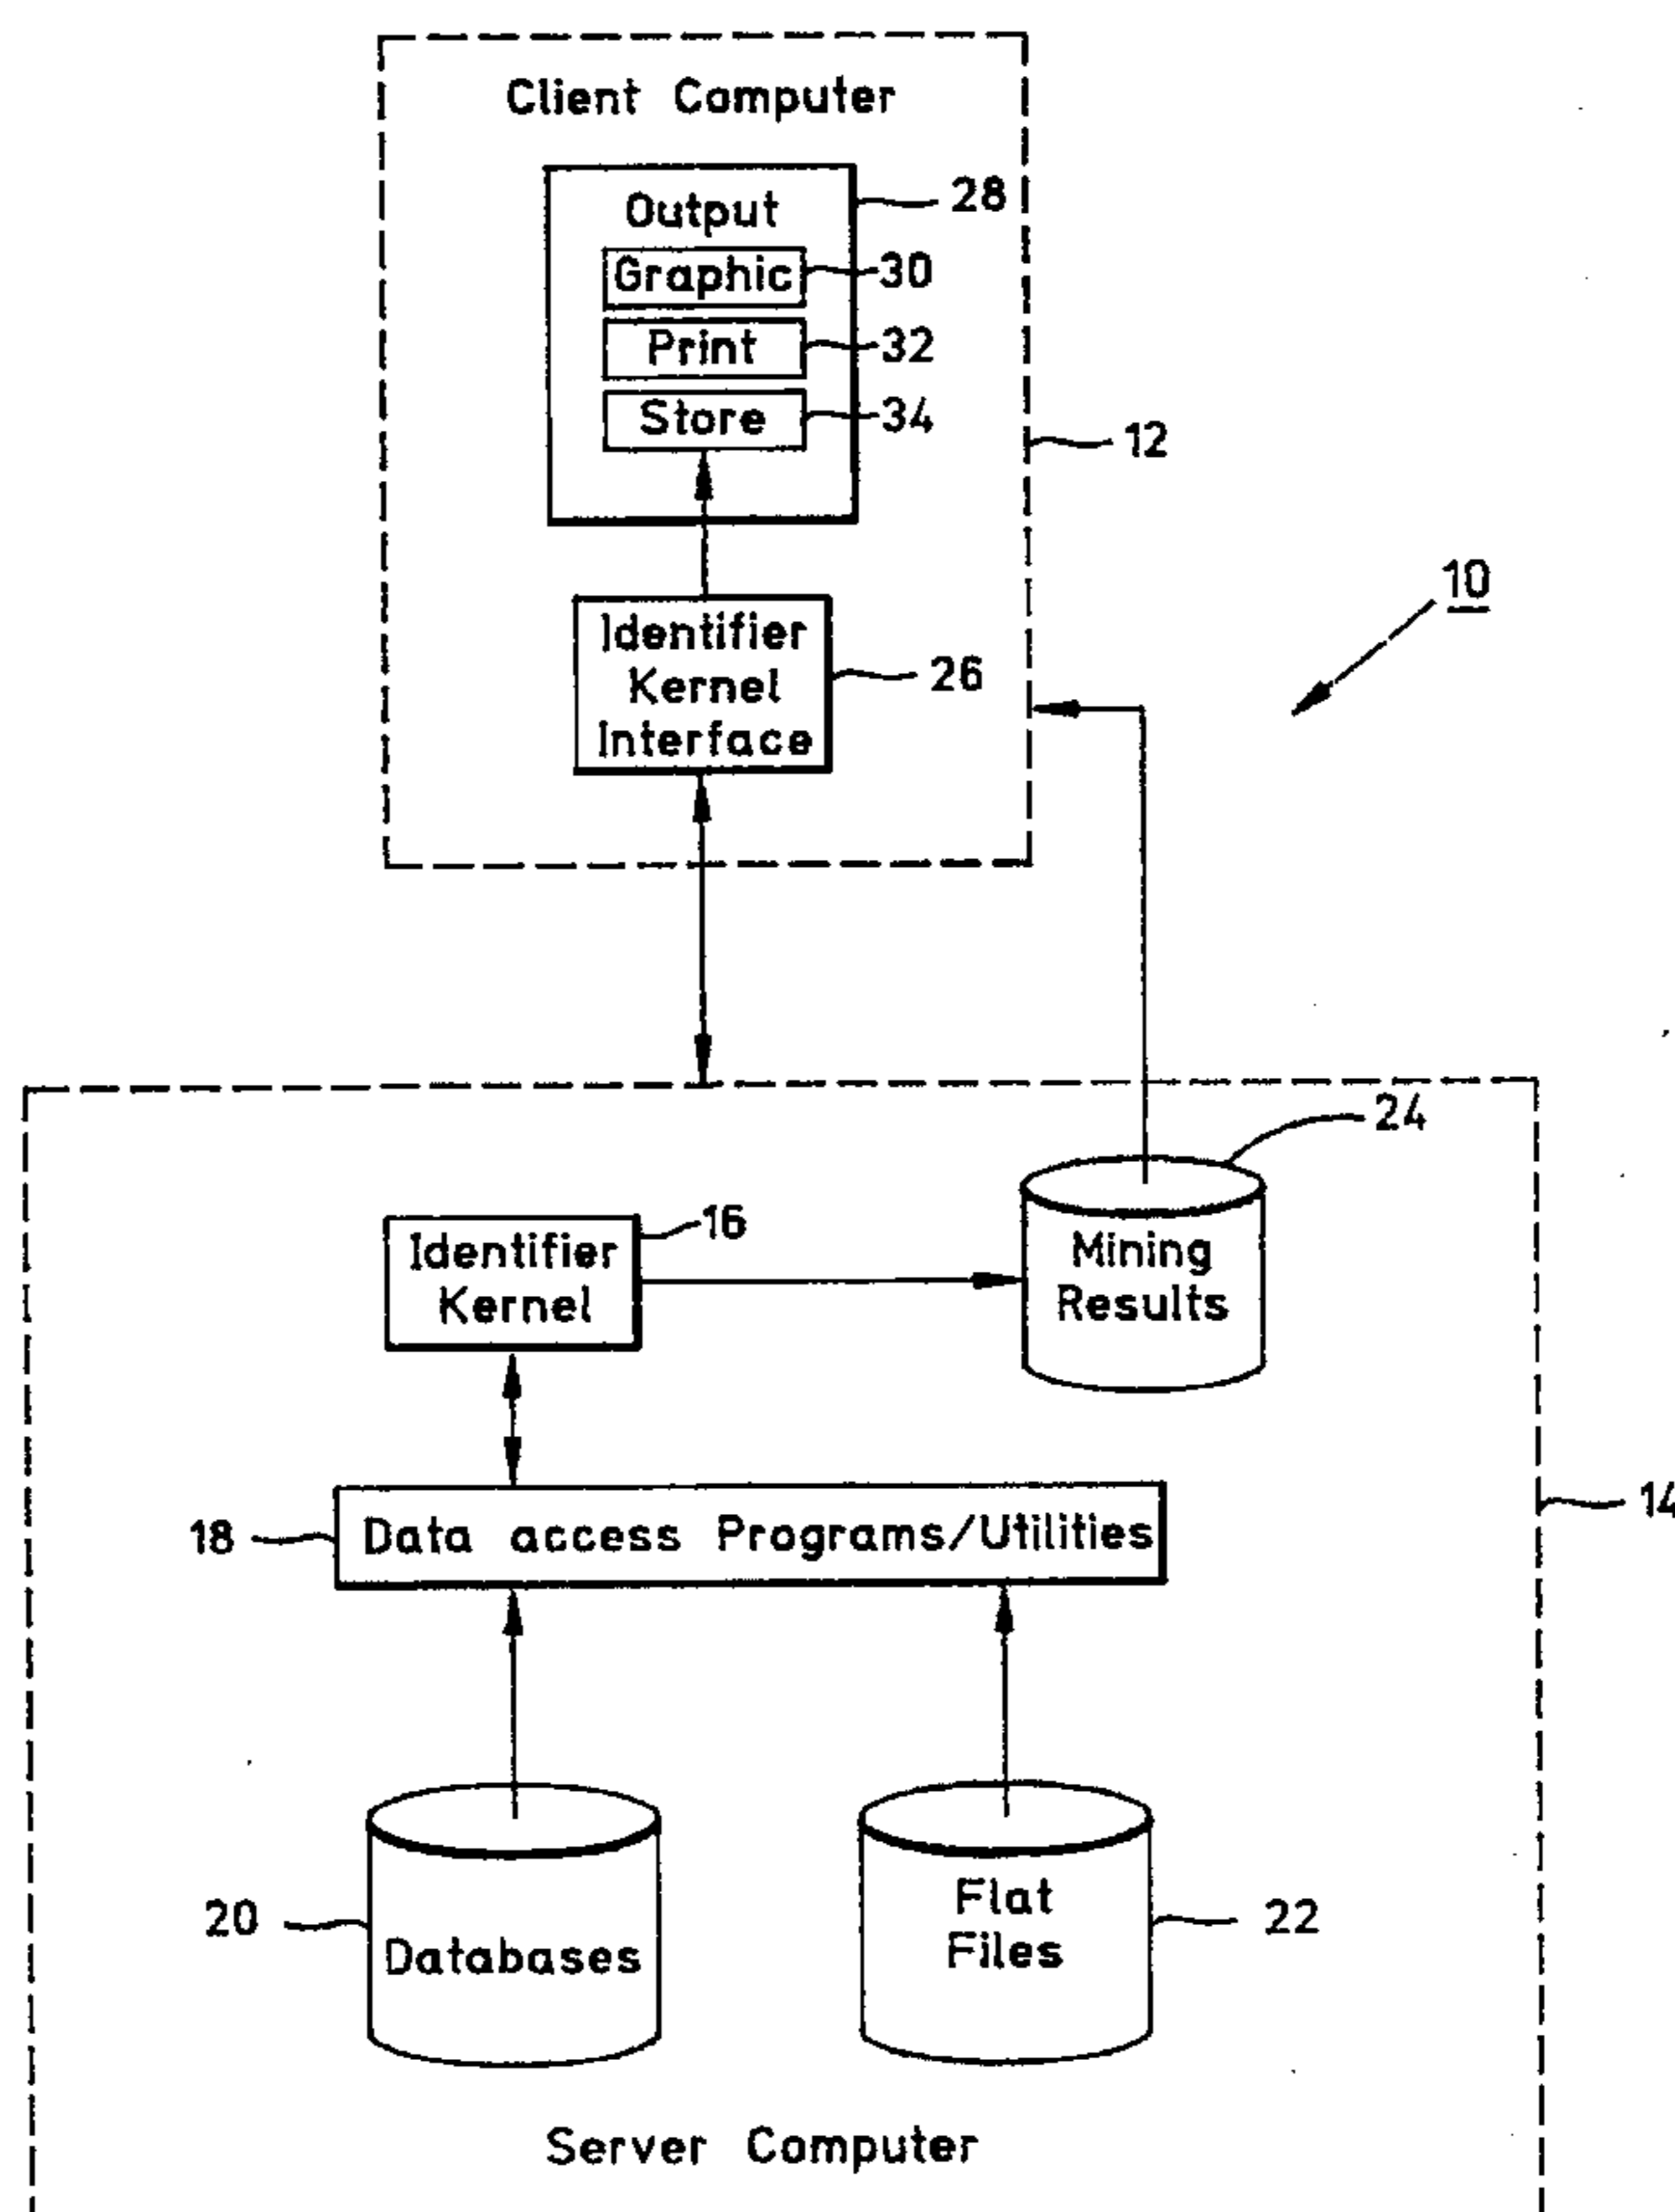 Client Computer
Output
28
Graphic
30
Print
32
Store
34
12
10
Identifier
Kernel
Interface
26
24
16
Identifier
Kernel
Mining
Results
14
18
Data access Programs/Utilities
20
Databases
Flat
Files
22
Server Computer